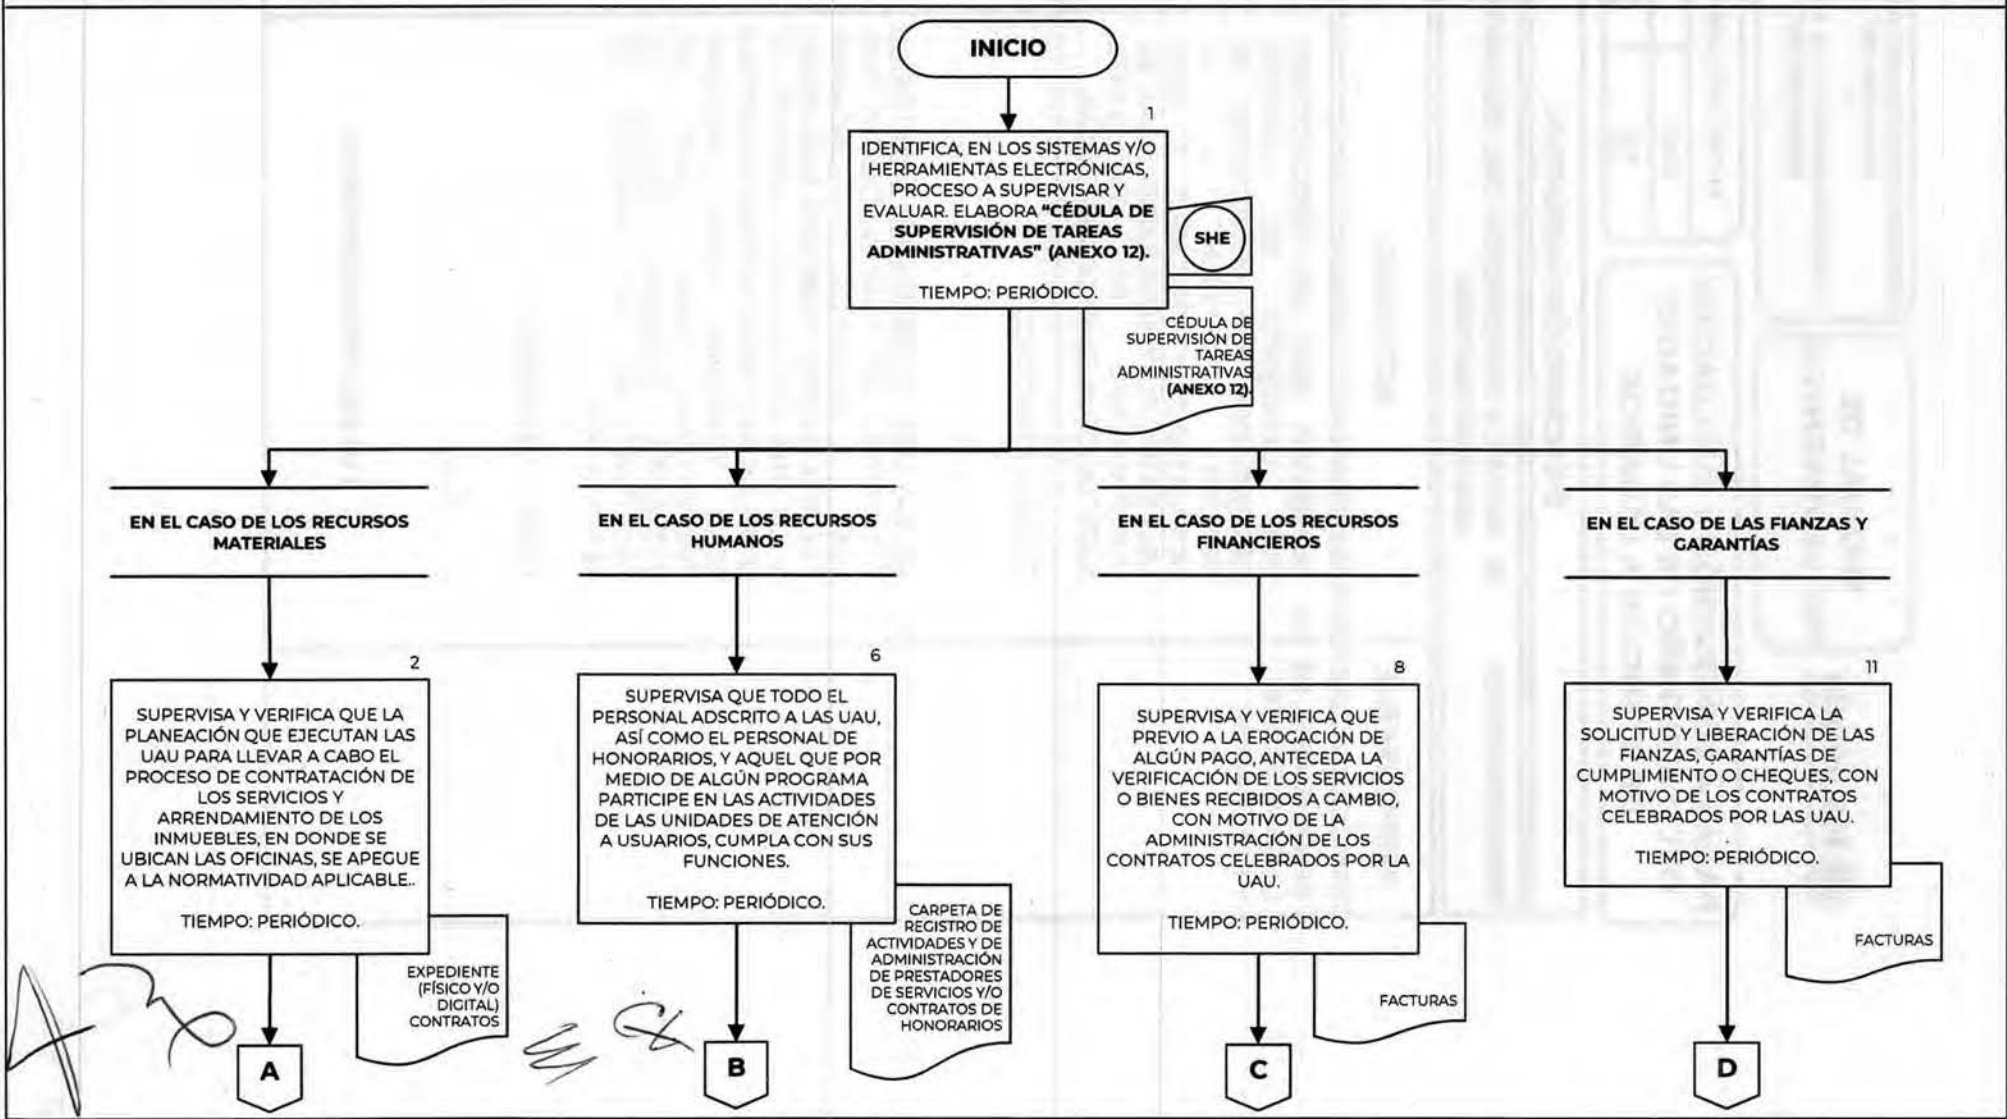 INICIO
1
IDENTIFICA, EN LOS SISTEMAS Y/O
HERRAMIENTAS ELECTRÓNICAS,
PROCESO A SUPERVISAR Y
EVALUAR. ELABORA “CÉDULA DE
SUPERVISIÓN DE TAREAS
ADMINISTRATIVAS” (ANEXO 12).
TIEMPO: PERIÓDICO.
SHE
CÉDULA DE
SUPERVISIÓN DE
TAREAS
ADMINISTRATIVAS
(ANEXO 12).
EN EL CASO DE LOS RECURSOS
MATERIALES
EN EL CASO DE LOS RECURSOS
HUMANOS
EN EL CASO DE LOS RECURSOS
FINANCIEROS
EN EL CASO DE LAS FIANZAS Y
GARANTÍAS
2
SUPERVISA Y VERIFICA QUE LA
PLANEACIÓN QUE EJECUTAN LAS
UAU PARA LLEVAR A CABO EL
PROCESO DE CONTRATACIÓN DE
LOS SERVICIOS Y
ARRENDAMIENTO DE LOS
INMUEBLES, EN DONDE SE
UBICAN LAS OFICINAS, SE APEGUE
A LA NORMATIVIDAD APLICABLE..
TIEMPO: PERIÓDICO.
EXPEDIENTE
(FÍSICO Y/O
DIGITAL)
CONTRATOS
A
6
SUPERVISA QUE TODO EL
PERSONAL ADSCRITO A LAS UAU,
ASÍ COMO EL PERSONAL DE
HONORARIOS, Y AQUEL QUE POR
MEDIO DE ALGÚN PROGRAMA
PARTICIPE EN LAS ACTIVIDADES
DE LAS UNIDADES DE ATENCIÓN
A USUARIOS, CUMPLA CON SUS
FUNCIONES.
TIEMPO: PERIÓDICO.
CARPETA DE
REGISTRO DE
ACTIVIDADES Y DE
ADMINISTRACIÓN
DE PRESTADORES
DE SERVICIOS Y/O
CONTRATOS DE
HONORARIOS
B
8
SUPERVISA Y VERIFICA QUE
PREVIO A LA EROGACIÓN DE
ALGÚN PAGO, ANTECEDA LA
VERIFICACIÓN DE LOS SERVICIOS
O BIENES RECIBIDOS A CAMBIO,
CON MOTIVO DE LA
ADMINISTRACIÓN DE LOS
CONTRATOS CELEBRADOS POR LA
UAU.
TIEMPO: PERIÓDICO.
FACTURAS
C
11
SUPERVISA Y VERIFICA LA
SOLICITUD Y LIBERACIÓN DE LAS
FIANZAS, GARANTÍAS DE
CUMPLIMIENTO O CHEQUES, CON
MOTIVO DE LOS CONTRATOS
CELEBRADOS POR LAS UAU.
.
TIEMPO: PERIÓDICO.
FACTURAS
D